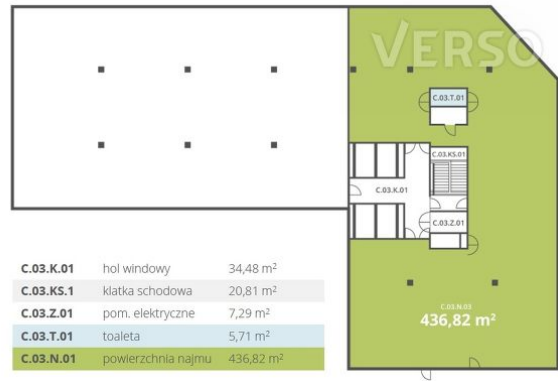 VERSO
C.03.T.01
C.03.KS.01
C.03.K.01
C.03.Z.01
C.03.N.03
436,82 m²
C.03.K.01 hol windowy 34,48 m²
C.03.KS.1 klatka schodowa 20,81 m²
C.03.Z.01 pom. elektryczne 7,29 m²
C.03.T.01 toaleta 5,71 m²
C.03.N.01 powierzchnia najmu 436,82 m²